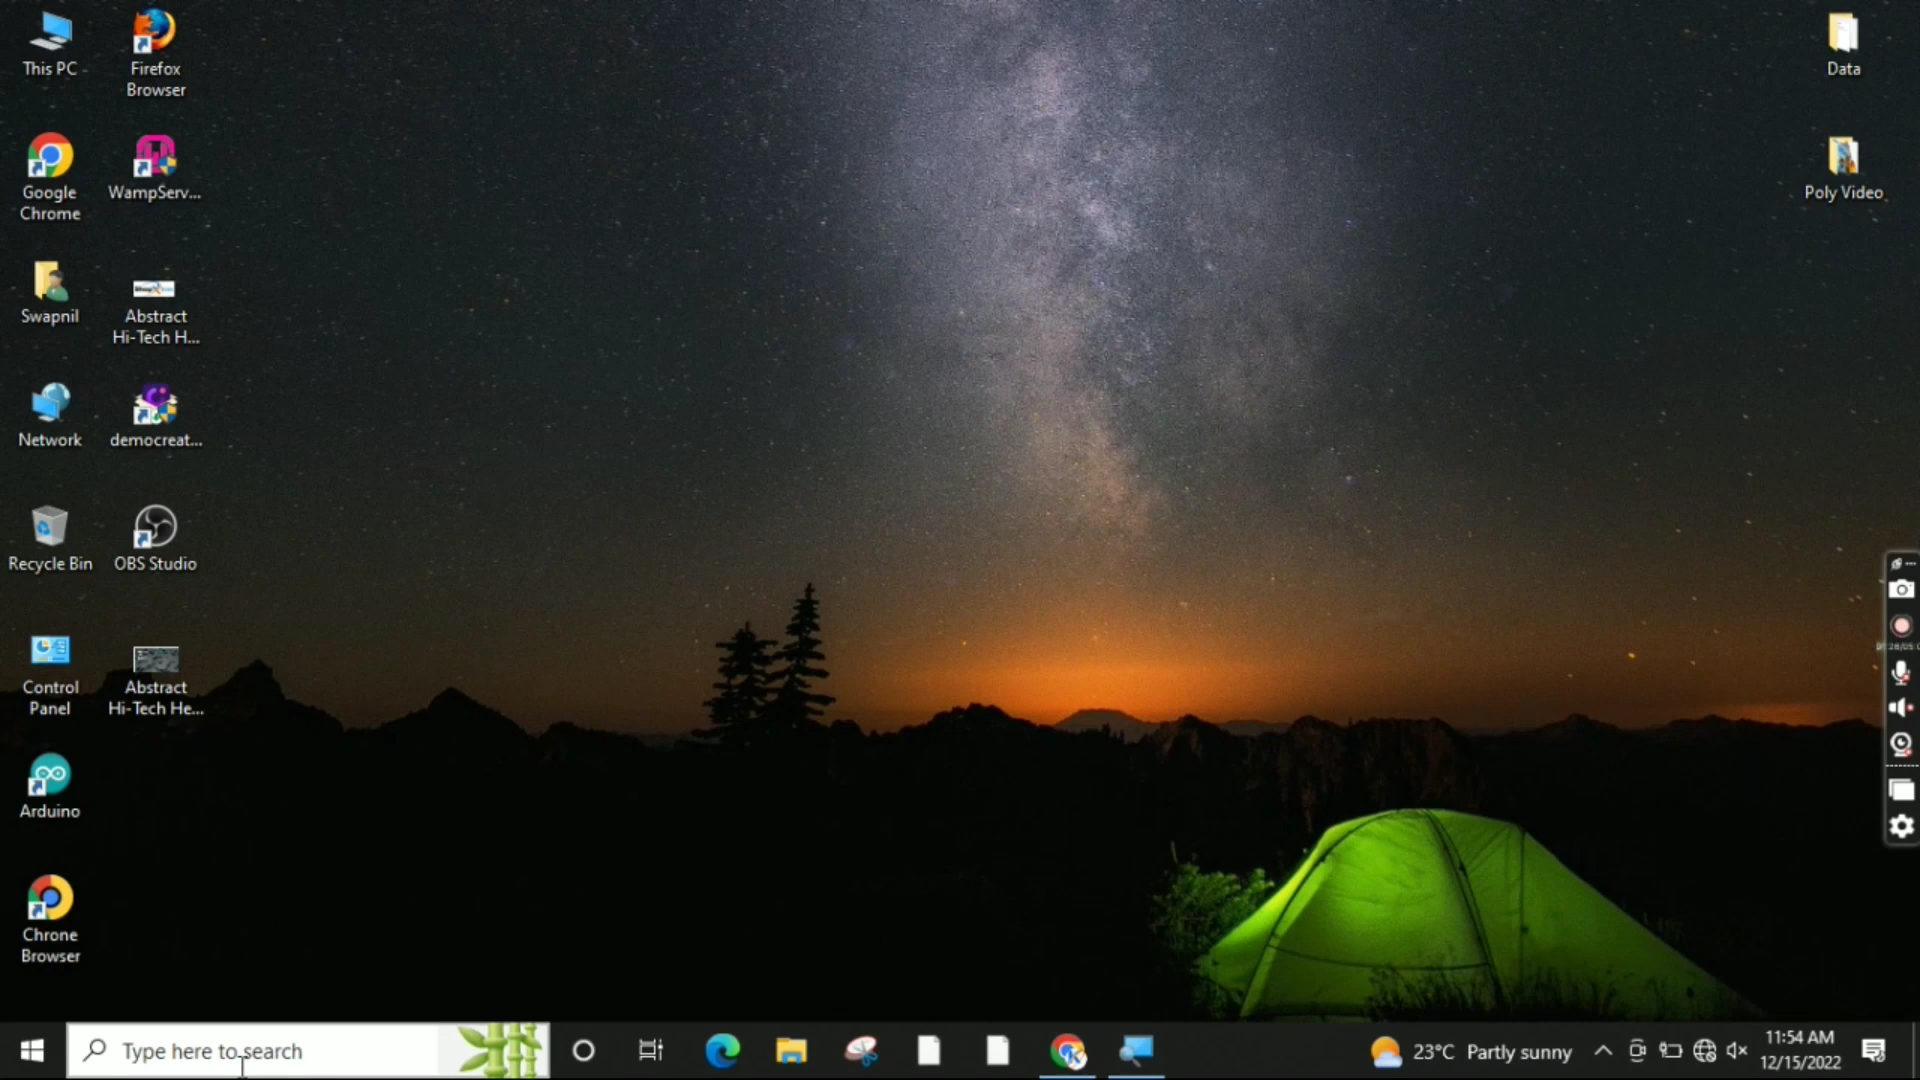 This PC
Firefox
Browser
Google
Chrome
WampServ...
Swapnil
Abstract
Hi-Tech H...
Network
democreat...
Recycle Bin
OBS Studio
Control
Panel
Abstract
Hi-Tech He...
Arduino
Chrone
Browser
Data
Poly Video
Type here to search
23°C Partly sunny
11:54 AM
12/15/2022